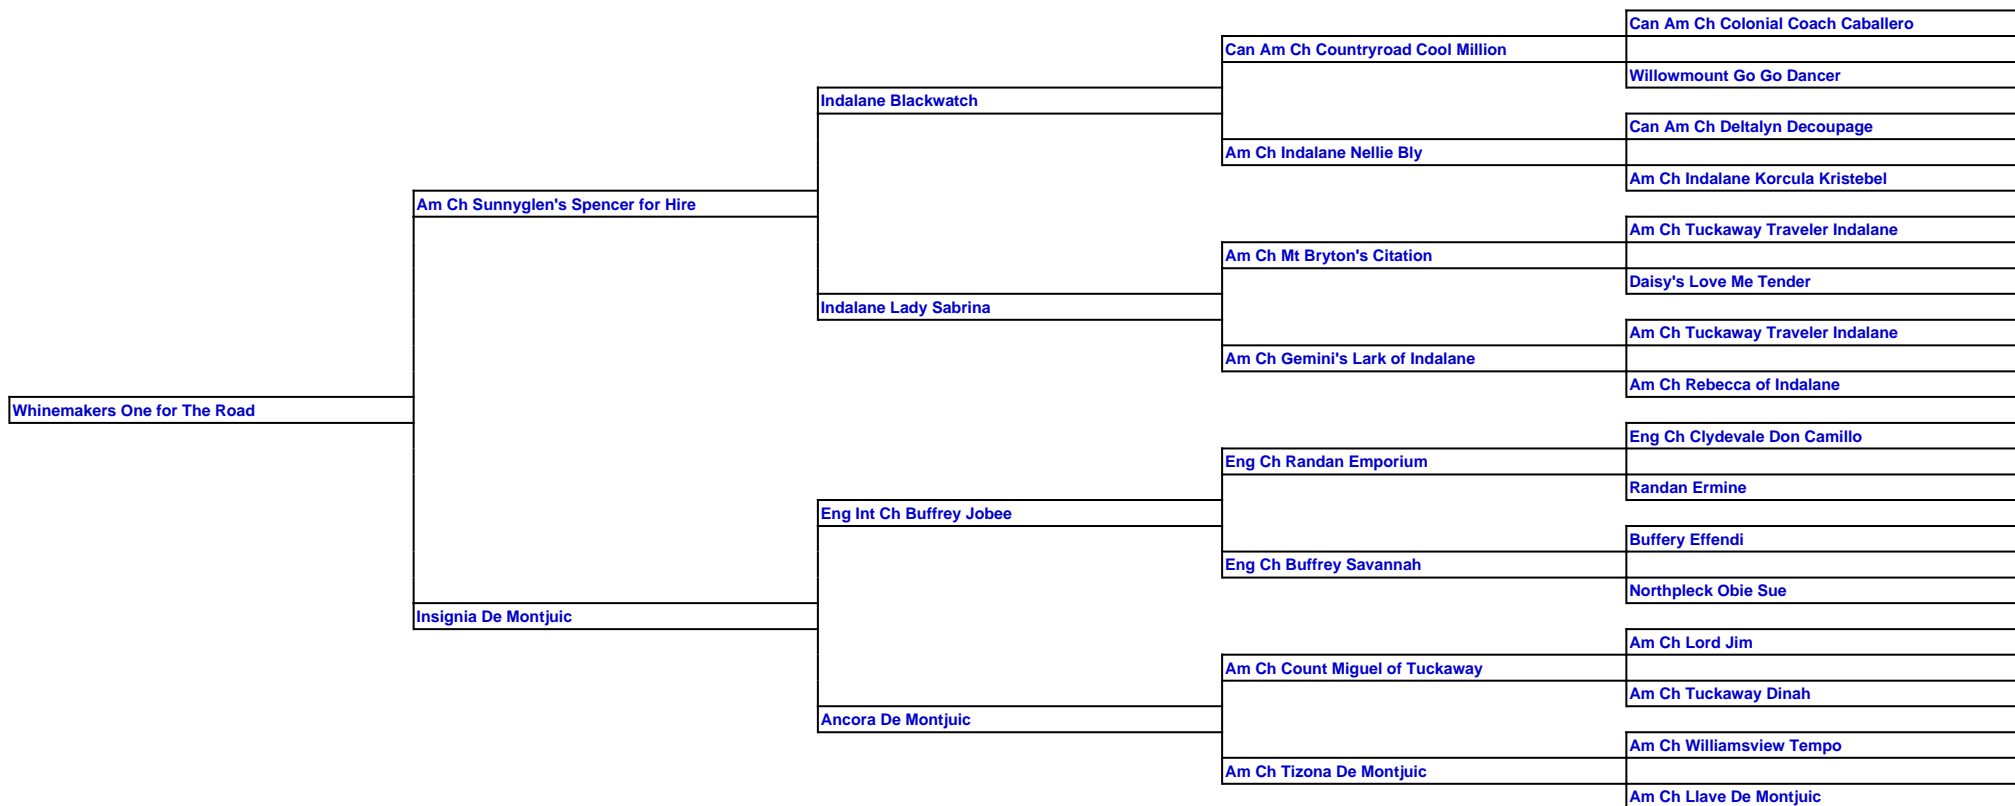 Can Am Ch Colonial Coach Caballero
Can Am Ch Countryroad Cool Million
Willowmount Go Go Dancer
Indalane Blackwatch
Can Am Ch Deltalyn Decoupage
Am Ch Indalane Nellie Bly
Am Ch Indalane Korcula Kristebel
Am Ch Sunnyglen's Spencer for Hire
Am Ch Tuckaway Traveler Indalane
Am Ch Mt Bryton's Citation
Daisy's Love Me Tender
Indalane Lady Sabrina
Am Ch Tuckaway Traveler Indalane
Am Ch Gemini's Lark of Indalane
Am Ch Rebecca of Indalane
Whinemakers One for The Road
Eng Ch Clydevale Don Camillo
Eng Ch Randan Emporium
Randan Ermine
Eng Int Ch Buffrey Jobee
Buffery Effendi
Eng Ch Buffrey Savannah
Northpleck Obie Sue
Insignia De Montjuic
Am Ch Lord Jim
Am Ch Count Miguel of Tuckaway
Am Ch Tuckaway Dinah
Ancora De Montjuic
Am Ch Williamsview Tempo
Am Ch Tizona De Montjuic
Am Ch Llave De Montjuic